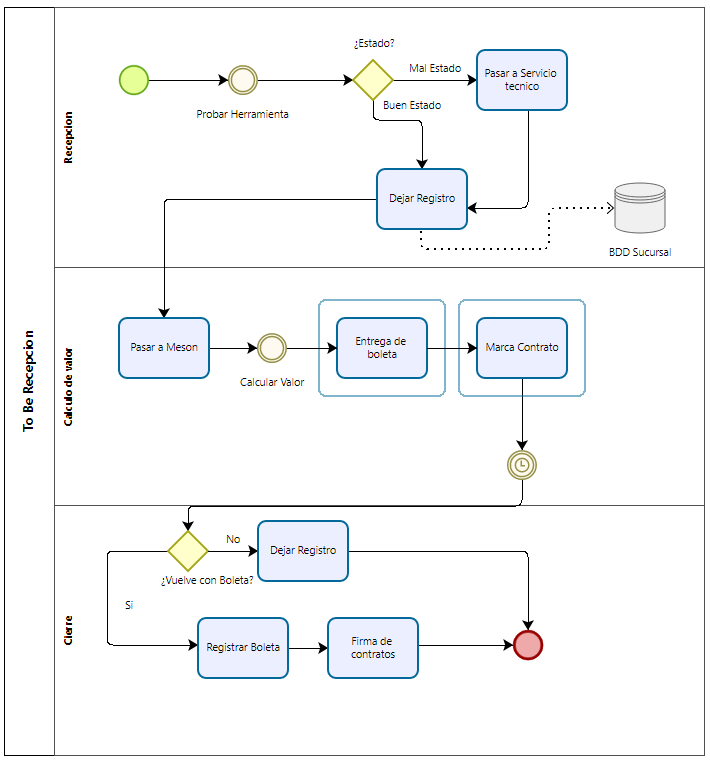 To Be Recepcion
Recepcion
¿Estado?
Mal Estado
Pasar a Servicio
tecnico
Probar Herramienta
Buen Estado
Dejar Registro
BDD Sucursal
Calculo de valor
Pasar a Meson
Calcular Valor
Entrega de
boleta
Marca Contrato
Cierre
No
Dejar Registro
¿Vuelve con Boleta?
Si
Registrar Boleta
Firma de
contratos